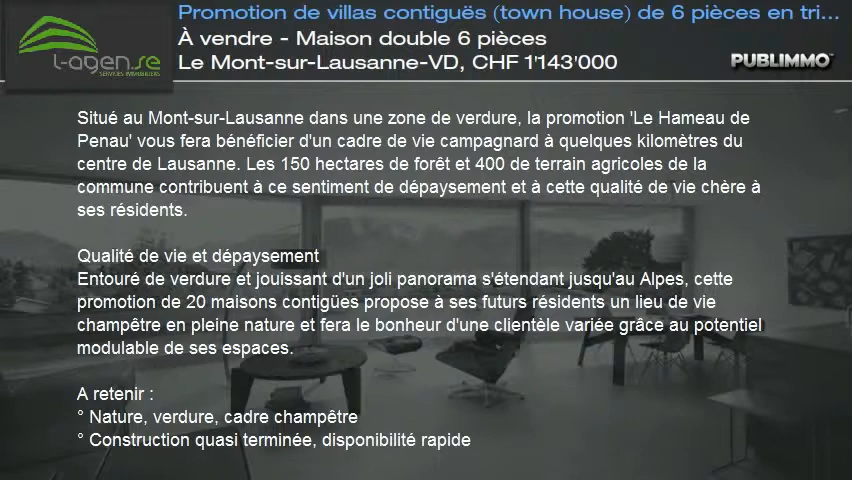 Promotion de villas contiguës (town house) de 6 pièces en tri...
À vendre - Maison double 6 pièces
Le Mont-sur-Lausanne-VD, CHF 1'143'000
l-agence
SERVICES IMMOBILIERS
PUBLIMMO
Situé au Mont-sur-Lausanne dans une zone de verdure, la promotion 'Le Hameau de
Penau' vous fera bénéficier d'un cadre de vie campagnard à quelques kilomètres du
centre de Lausanne. Les 150 hectares de forêt et 400 de terrain agricoles de la
commune contribuent à ce sentiment de dépaysement et à cette qualité de vie chère à
ses résidents.
Qualité de vie et dépaysement
Entouré de verdure et jouissant d'un joli panorama s'étendant jusqu'au Alpes, cette
promotion de 20 maisons contigües propose à ses futurs résidents un lieu de vie
champêtre en pleine nature et fera le bonheur d'une clientèle variée grâce au potentiel
modulable de ses espaces.
A retenir :
° Nature, verdure, cadre champêtre
° Construction quasi terminée, disponibilité rapide